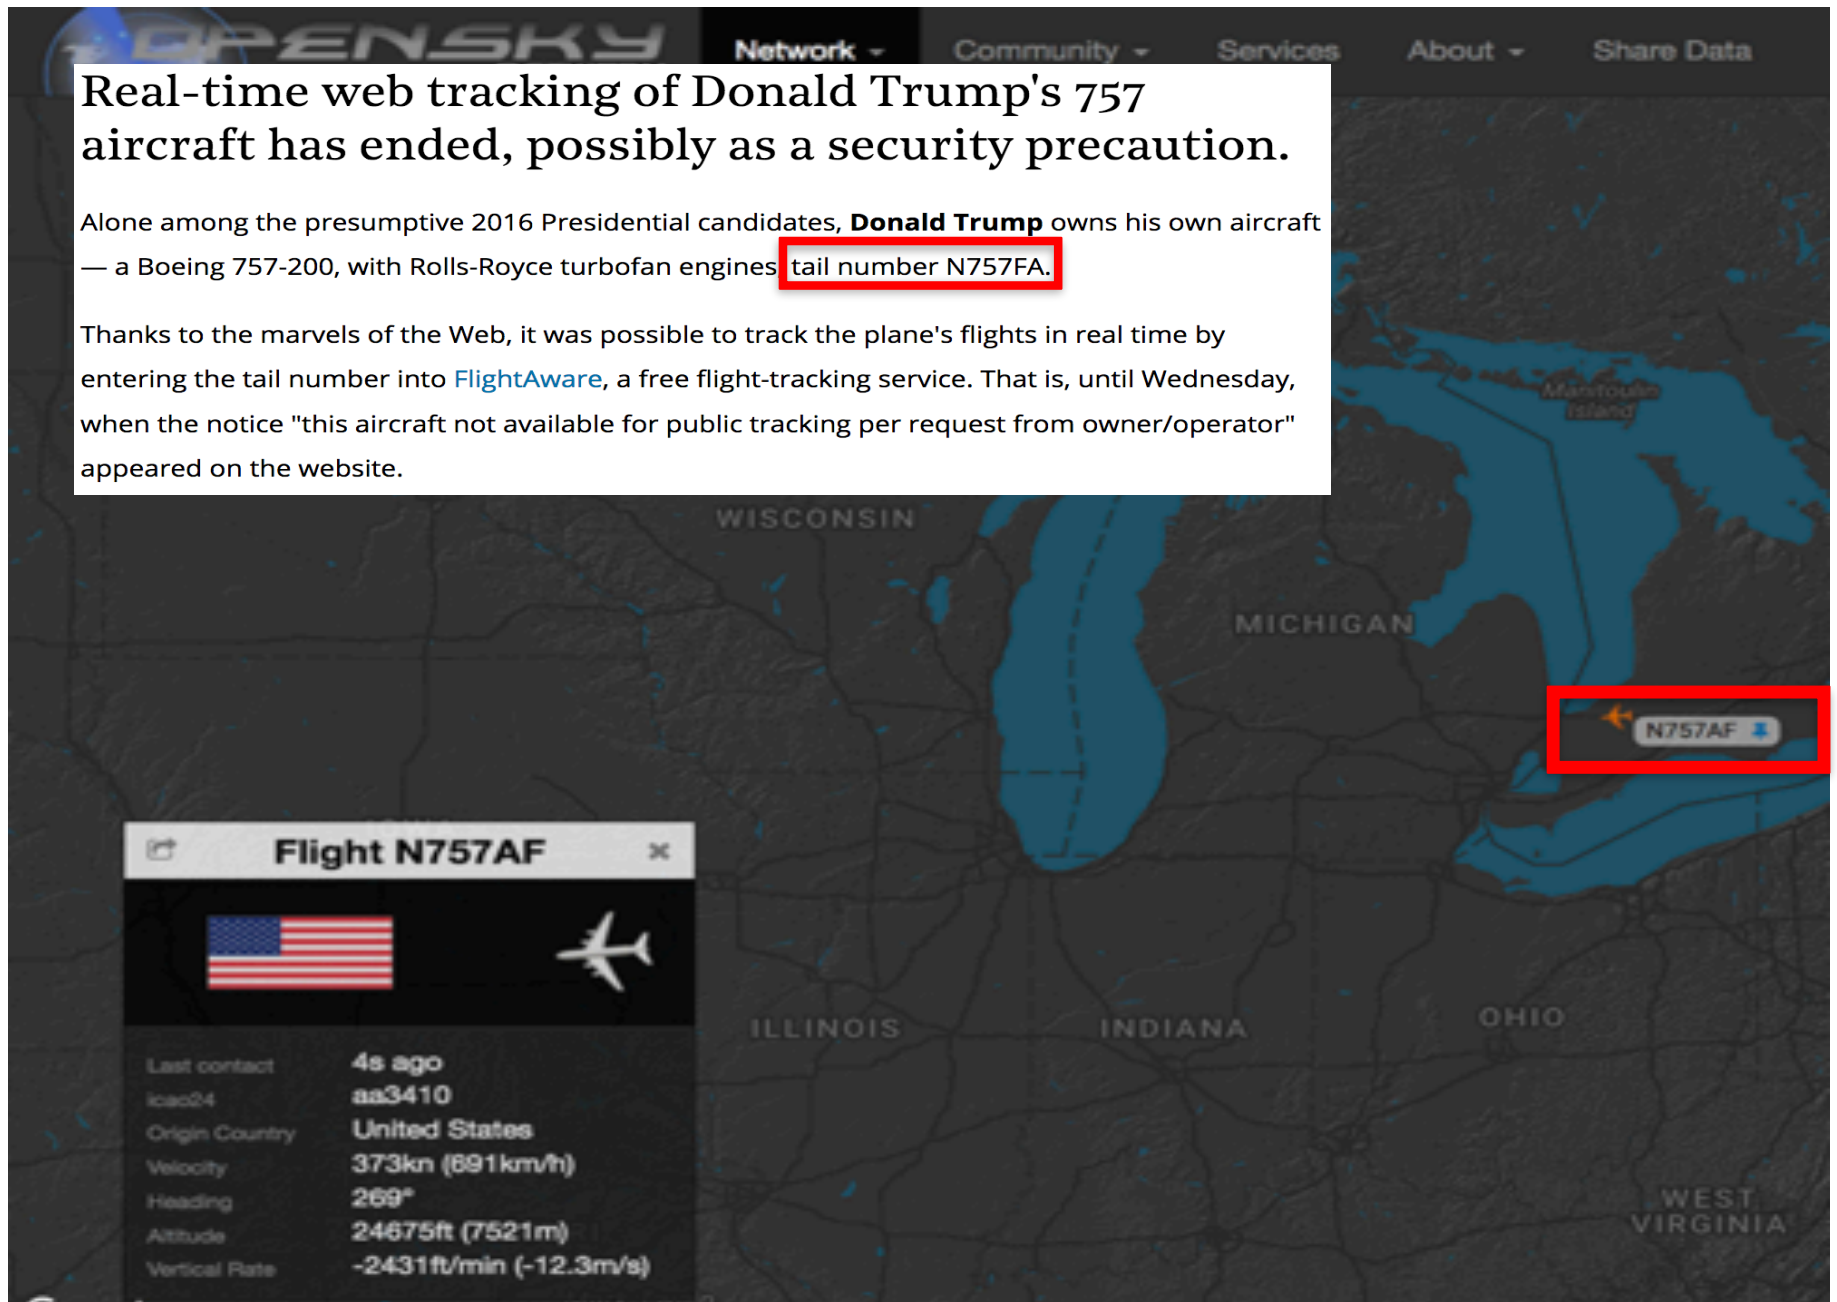 OPENSKY
Network Community Services About Share Data
Real-time web tracking of Donald Trump's 757
aircraft has ended, possibly as a security precaution.
Alone among the presumptive 2016 Presidential candidates, Donald Trump owns his own aircraft
— a Boeing 757-200, with Rolls-Royce turbofan engines tail number N757FA.
Thanks to the marvels of the Web, it was possible to track the plane's flights in real time by
entering the tail number into FlightAware, a free flight-tracking service. That is, until Wednesday,
when the notice "this aircraft not available for public tracking per request from owner/operator"
appeared on the website.
Manitoulin
Island
WISCONSIN
MICHIGAN
N757AF
Flight N757AF
ILLINOIS INDIANA OHIO
Last contact 4s ago
icao24 aa3410
Origin Country United States
Velocity 373kn (691km/h)
Heading 269°
Altitude 24675ft (7521m)
Vertical Rate -2431ft/min (-12.3m/s)
WEST
VIRGINIA